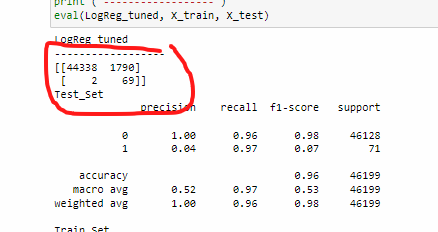 print ( ------------------ )
eval(LogReg_tuned, X_train, X_test)
LogReg_tuned
------------------
[[44338 1790]
[ 2 69]]
Test_Set
precision recall f1-score support
0 1.00 0.96 0.98 46128
1 0.04 0.97 0.07 71
accuracy 0.96 46199
macro avg 0.52 0.97 0.53 46199
weighted avg 1.00 0.96 0.98 46199
Train Set